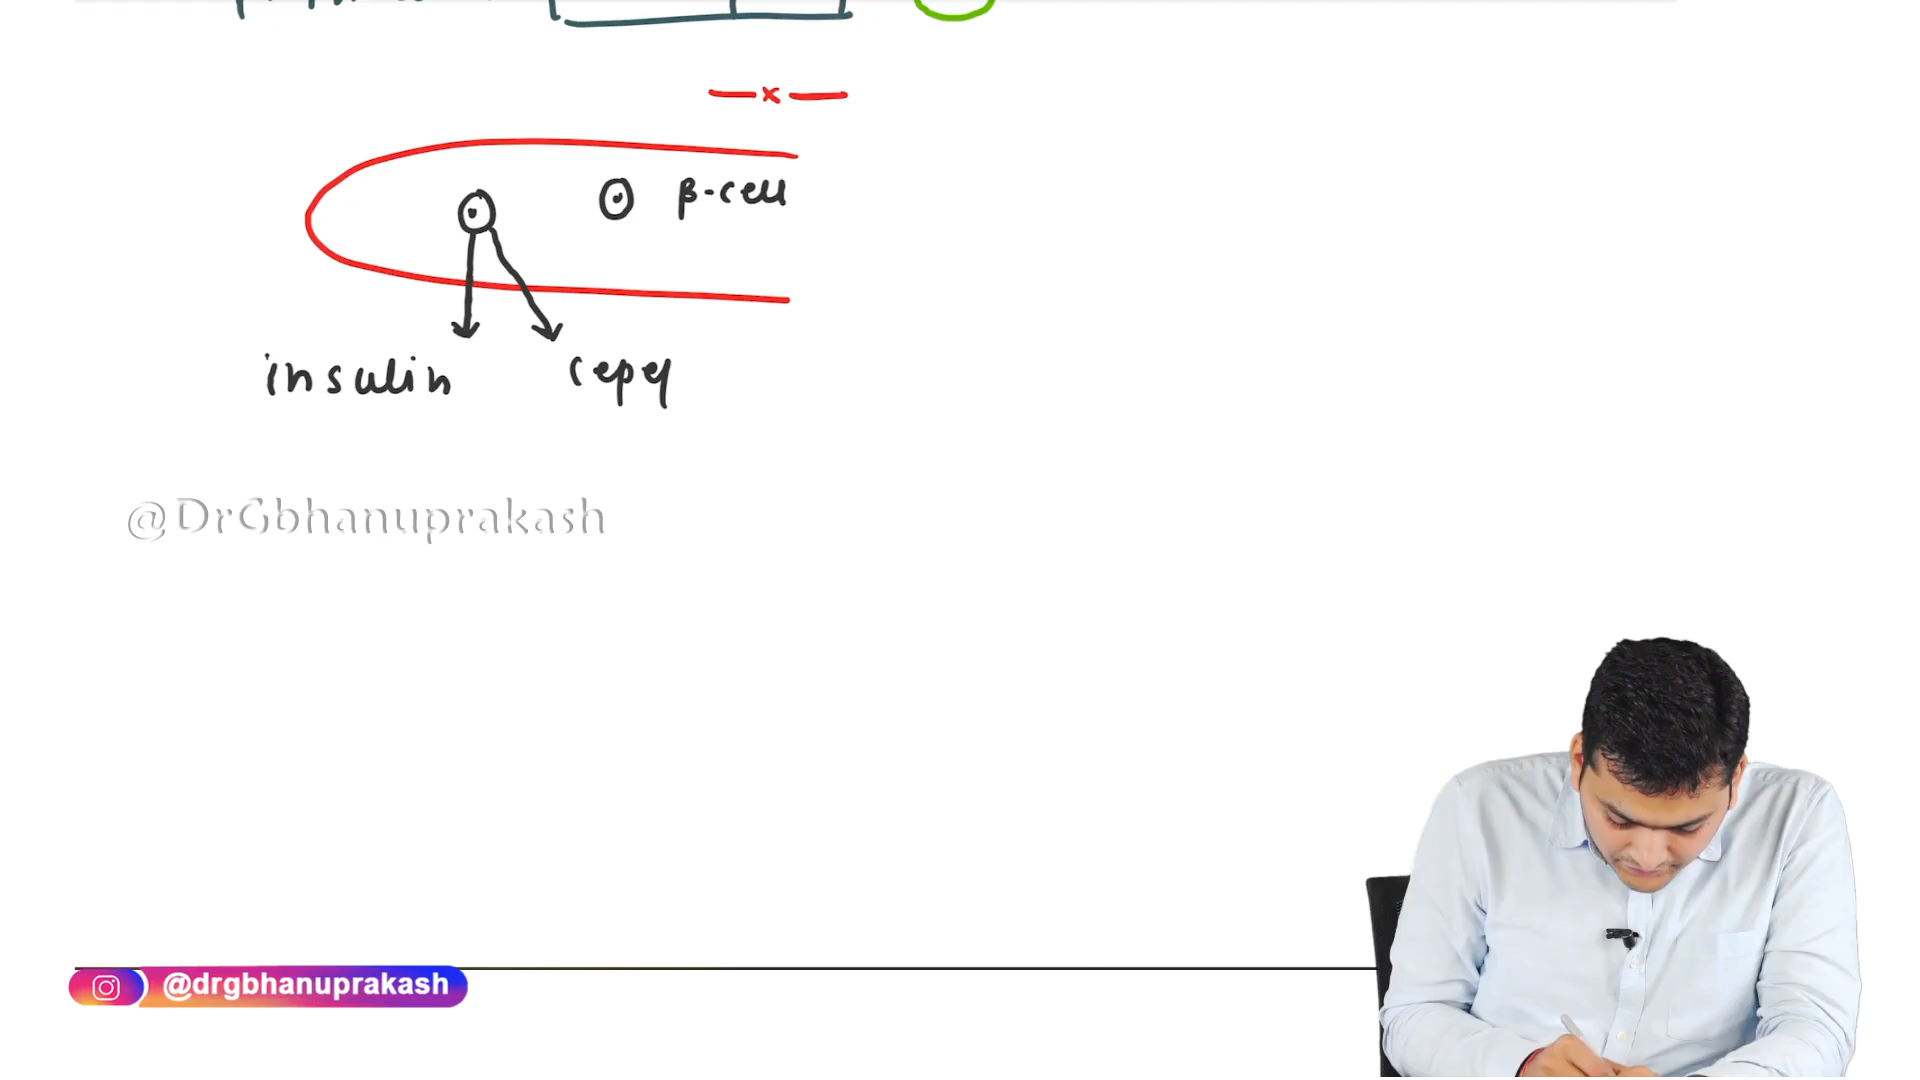 x
β-cell
insulin cepep
@DrGbhanuprakash
@drgbhanuprakash